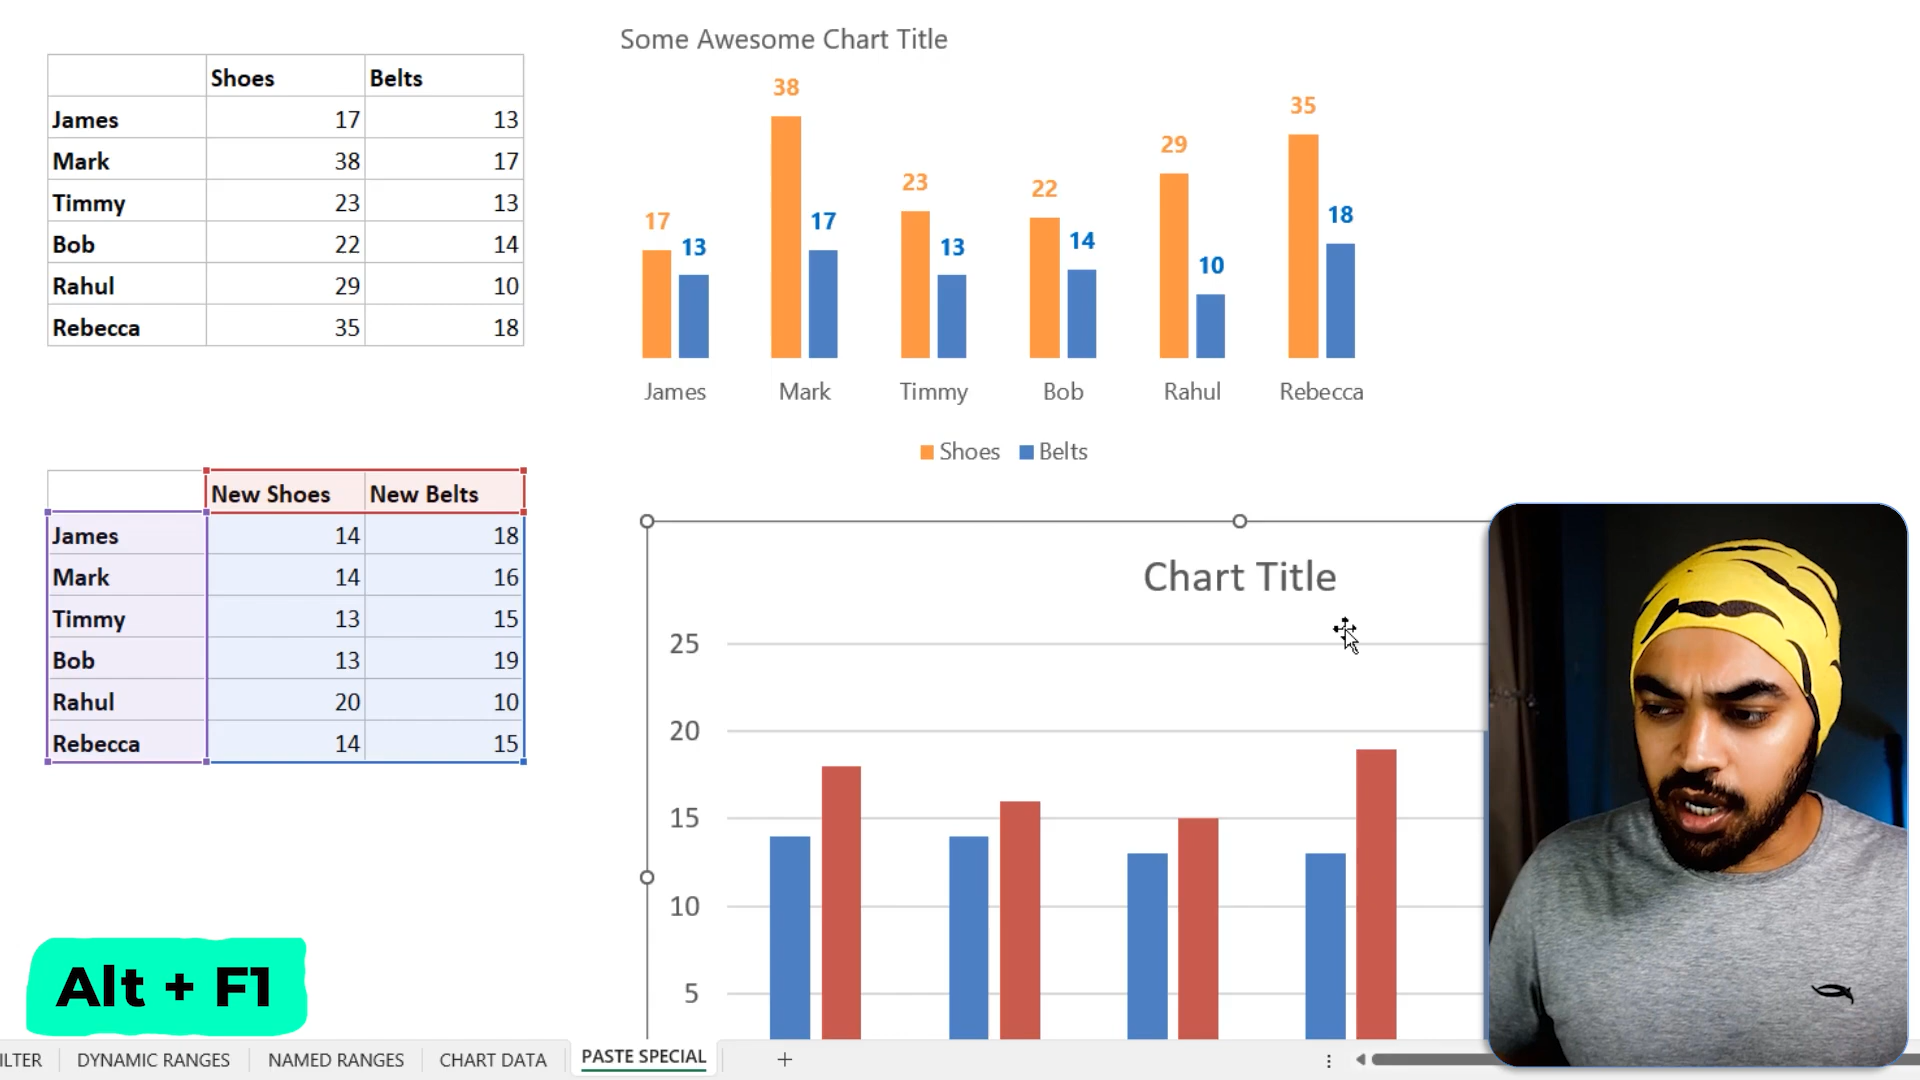 Shoes Belts
James 17 13
Mark 38 17
Timmy 23 13
Bob 22 14
Rahul 29 10
Rebecca 35 18
Some Awesome Chart Title
17 13 38 17 23 13 22 14 29 10 35 18
James Mark Timmy Bob Rahul Rebecca
Shoes Belts
New Shoes New Belts
James 14 18
Mark 14 16
Timmy 13 15
Bob 13 19
Rahul 20 10
Rebecca 14 15
Chart Title
25
20
15
10
5
Alt + F1
ILTER DYNAMIC RANGES NAMED RANGES CHART DATA PASTE SPECIAL +